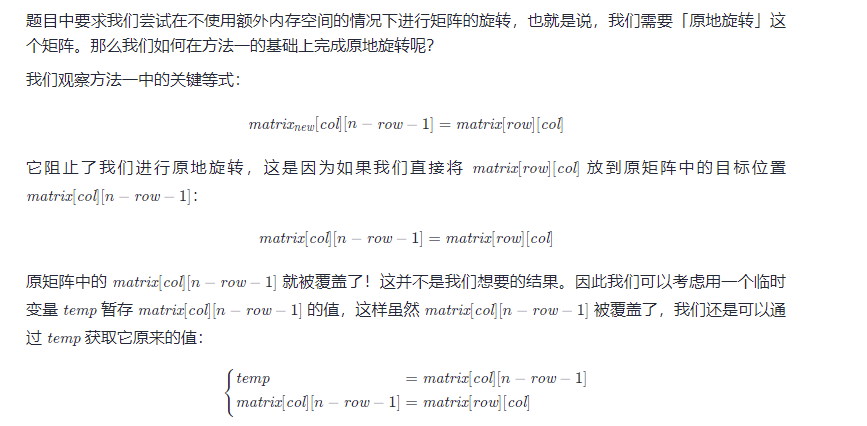 题目中要求我们尝试在不使用额外内存空间的情况下进行矩阵的旋转，也就是说，我们需要「原地旋转」这
个矩阵。那么我们如何在方法一的基础上完成原地旋转呢？
我们观察方法一中的关键等式：
matrix_{new}[col][n − row − 1] = matrix[row][col]
它阻止了我们进行原地旋转，这是因为如果我们直接将 matrix[row][col] 放到原矩阵中的目标位置
matrix[col][n − row − 1]：
matrix[col][n − row − 1] = matrix[row][col]
原矩阵中的 matrix[col][n − row − 1] 就被覆盖了！这并不是我们想要的结果。因此我们可以考虑用一个临时
变量 temp 暂存 matrix[col][n − row − 1] 的值，这样虽然 matrix[col][n − row − 1] 被覆盖了，我们还是可以通
过 temp 获取它原来的值：
{ temp = matrix[col][n − row − 1]
matrix[col][n − row − 1] = matrix[row][col]